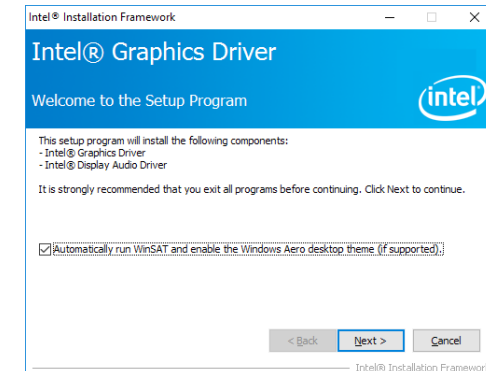 Intel® Installation Framework
Intel® Graphics Driver
Welcome to the Setup Program
intel
This setup program will install the following components:
- Intel® Graphics Driver
- Intel® Display Audio Driver
It is strongly recommended that you exit all programs before continuing. Click Next to continue.
Automatically run WinSAT and enable the Windows Aero desktop theme (if supported).
< Back Next > Cancel
Intel® Installation Framework